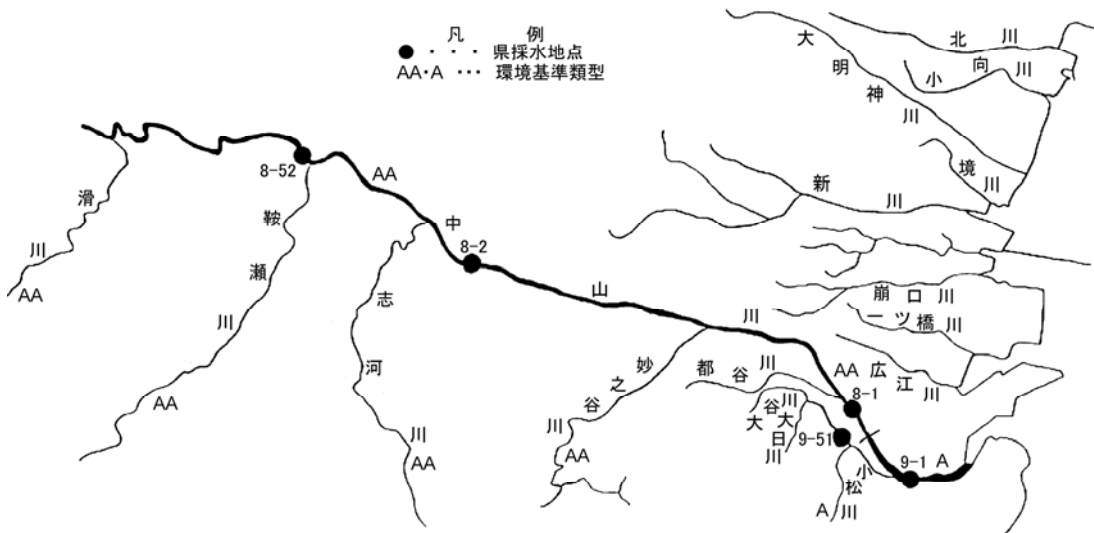 凡 例
● ・・・ 県採水地点
AA・A ・・・ 環境基準類型
北川
小向川
大明神川
境川
新川
崩口川
一ツ橋川
広江川
滑川
AA
8-52
鞍瀬川
AA
AA
中山川
8-2
志河川
AA
妙之谷川
AA
都谷川
大谷川
大日川
AA
8-1
9-51
小松川
A
9-1
A